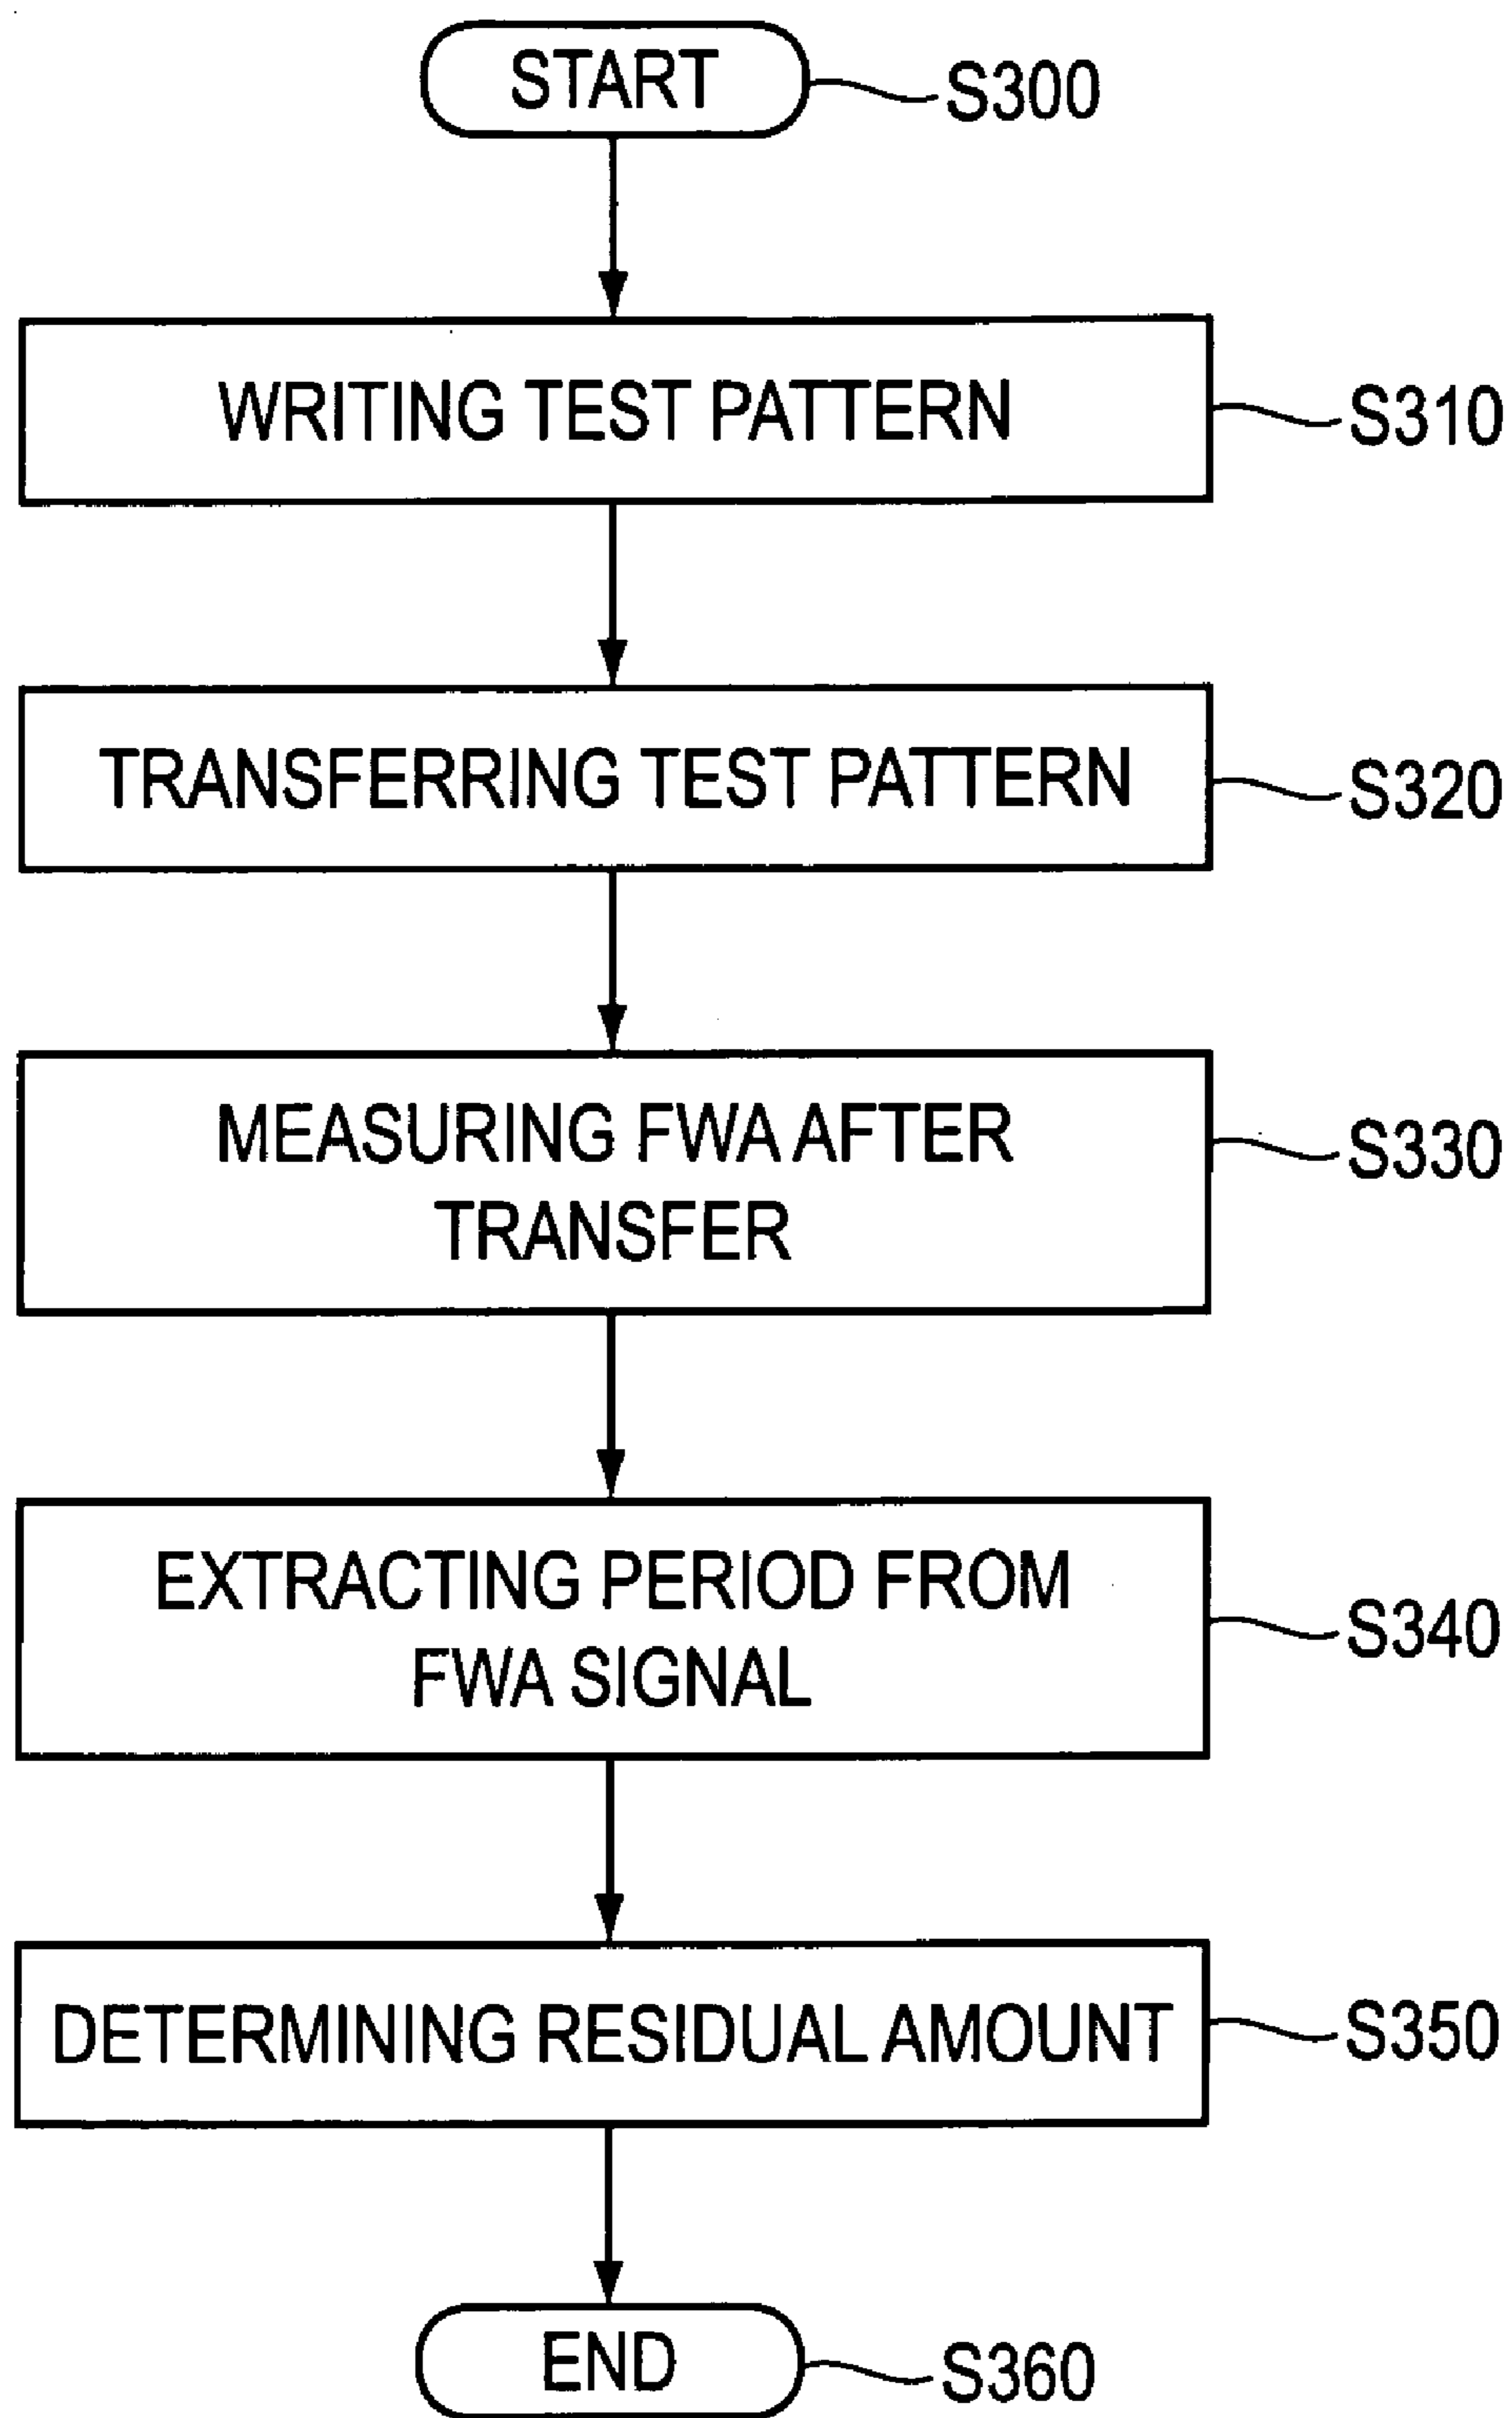 START
S300
WRITING TEST PATTERN
S310
TRANSFERRING TEST PATTERN
S320
MEASURING FWA AFTER
TRANSFER
S330
EXTRACTING PERIOD FROM
FWA SIGNAL
S340
DETERMINING RESIDUAL AMOUNT
S350
END
S360